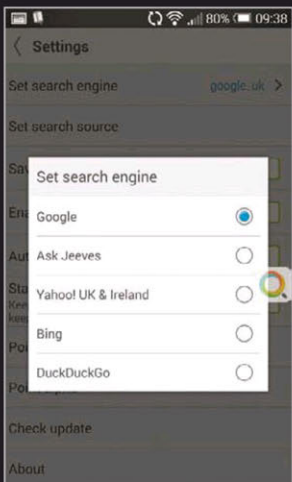 80% 09:38
Settings
Set search engine google.uk
Set search source
Set search engine
Google
Ask Jeeves
Yahoo! UK & Ireland
Bing
DuckDuckGo
Check update
About